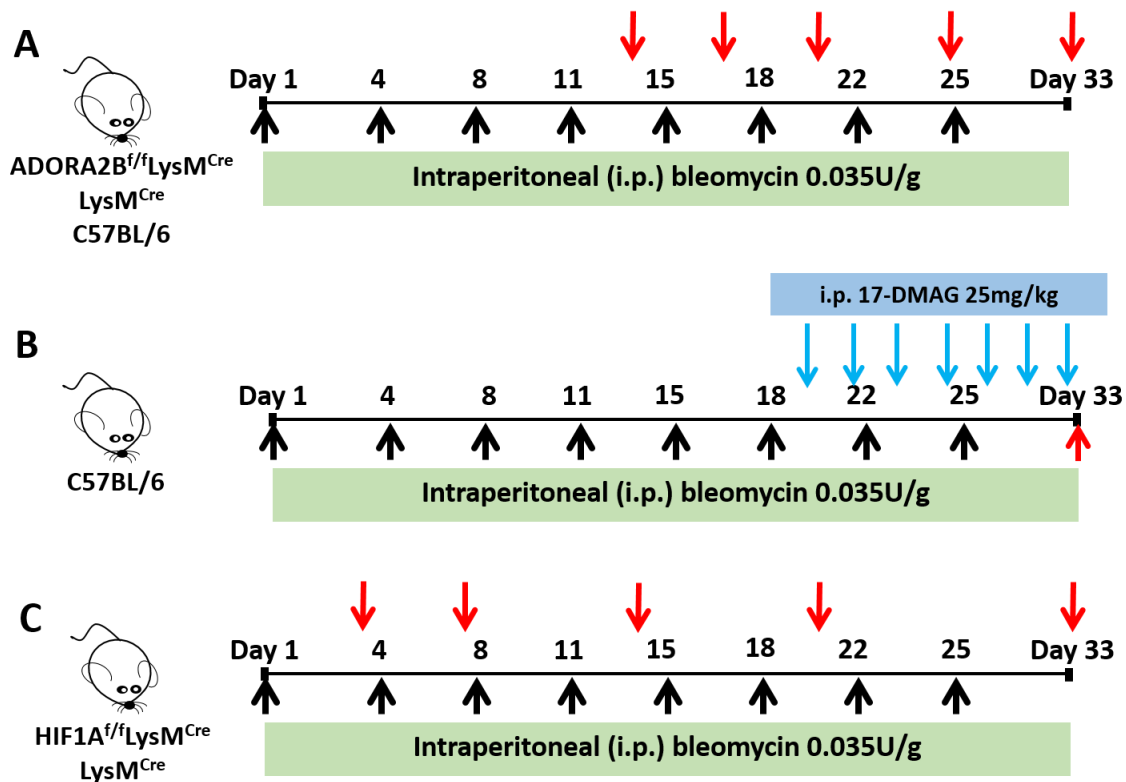 A
Day 1 4 8 11 15 18 22 25 Day 33
Intraperitoneal (i.p.) bleomycin 0.035U/g
ADORA2B^f/f LysM^Cre
LysM^Cre
C57BL/6
i.p. 17-DMAG 25mg/kg
B
Day 1 4 8 11 15 18 22 25 Day 33
C57BL/6
Intraperitoneal (i.p.) bleomycin 0.035U/g
C
Day 1 4 8 11 15 18 22 25 Day 33
HIF1A^f/f LysM^Cre
LysM^Cre
Intraperitoneal (i.p.) bleomycin 0.035U/g